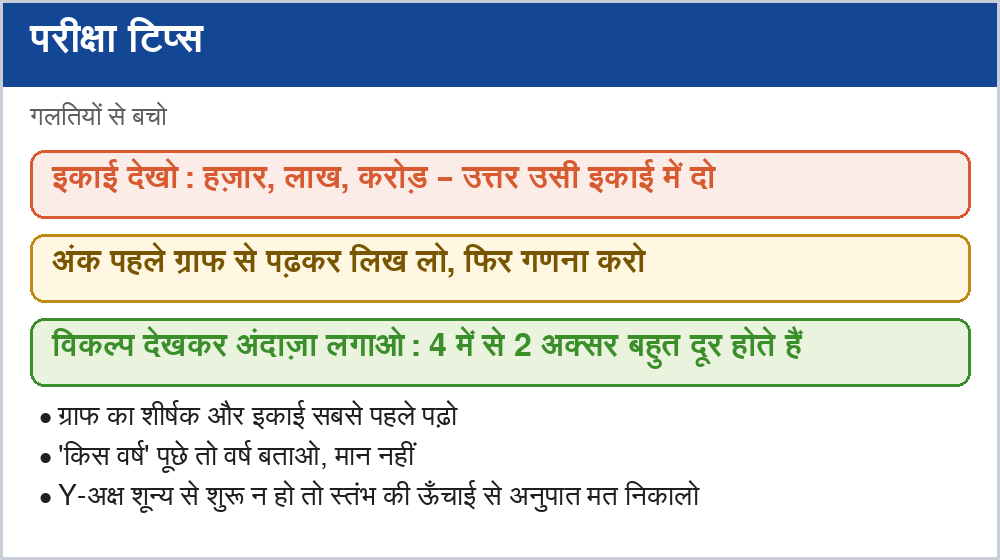 परीक्षा टिप्स
गलतियों से बचो
इकाई देखो : हज़ार, लाख, करोड़ – उत्तर उसी इकाई में दो
अंक पहले ग्राफ से पढ़कर लिख लो, फिर गणना करो
विकल्प देखकर अंदाज़ा लगाओ : 4 में से 2 अक्सर बहुत दूर होते हैं
• ग्राफ का शीर्षक और इकाई सबसे पहले पढ़ो
• 'किस वर्ष' पूछे तो वर्ष बताओ, मान नहीं
• Y-अक्ष शून्य से शुरू न हो तो स्तंभ की ऊँचाई से अनुपात मत निकालो